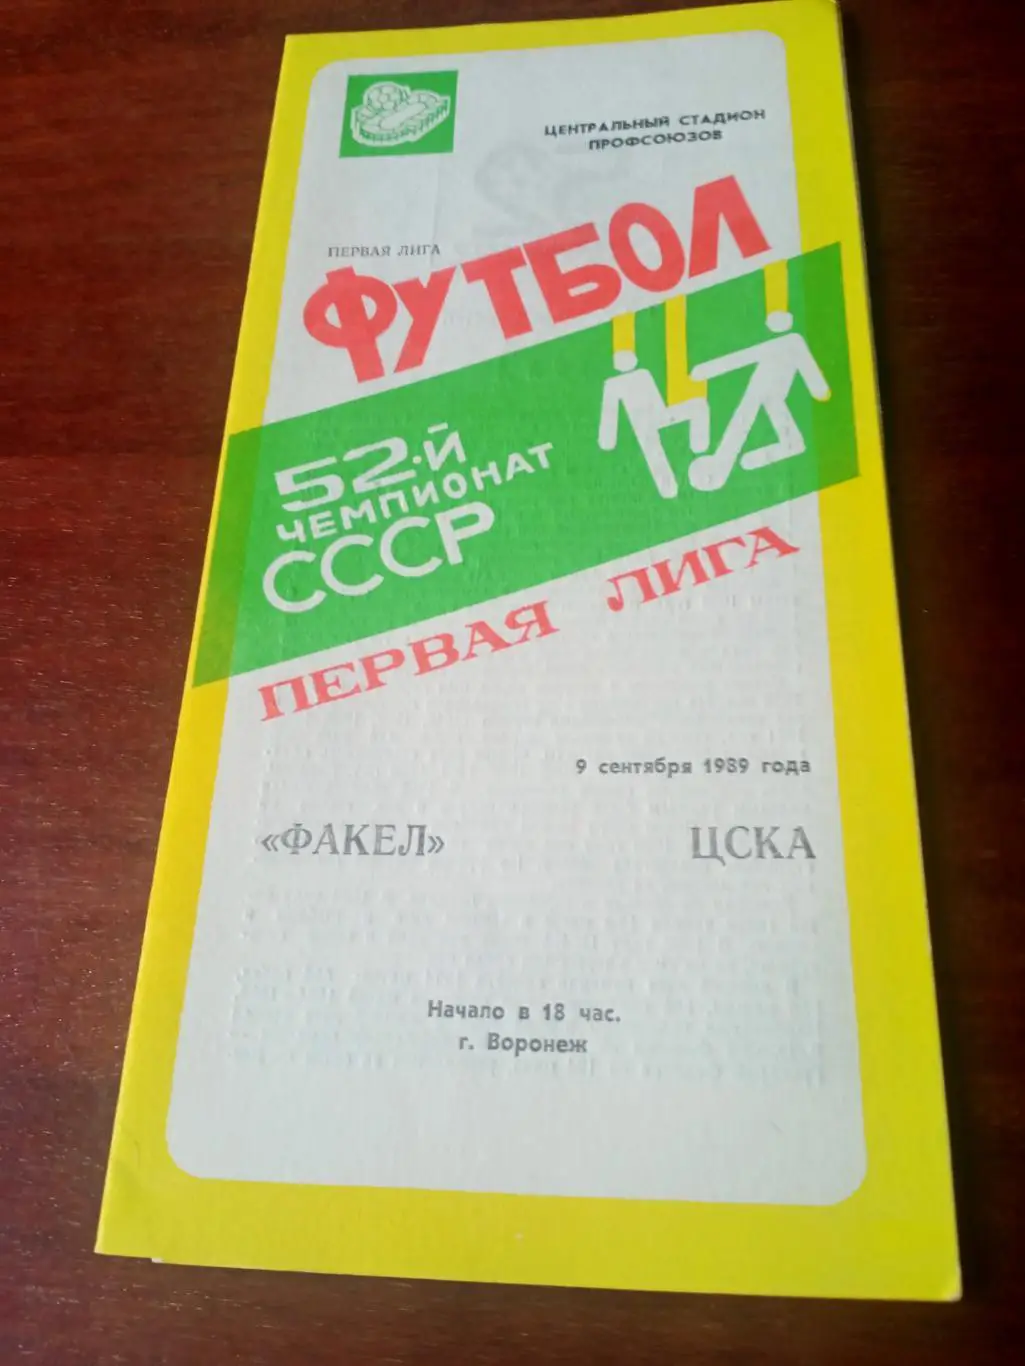 ЦЕНТРАЛЬНЫЙ СТАДИОН
ПРОФСОЮЗОВ
ПЕРВАЯ ЛИГА
ФУТБОЛ
52-Й
ЧЕМПИОНАТ
СССР
ПЕРВАЯ ЛИГА
9 сентября 1989 года
«ФАКЕЛ» ЦСКА
Начало в 18 час.
г. Воронеж